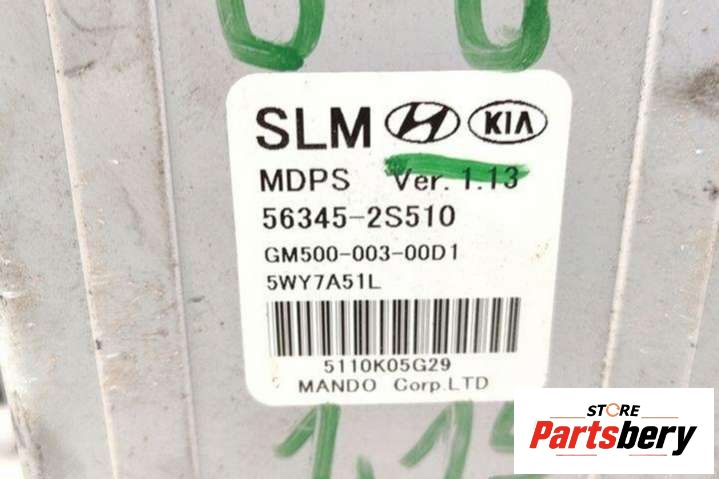 SLM H KIA
MDPS Ver. 1.13
56345-2S510
GM500-003-00D1
5WY7A51L
5110K05G29
MANDO Corp.LTD
STORE
Partsbery